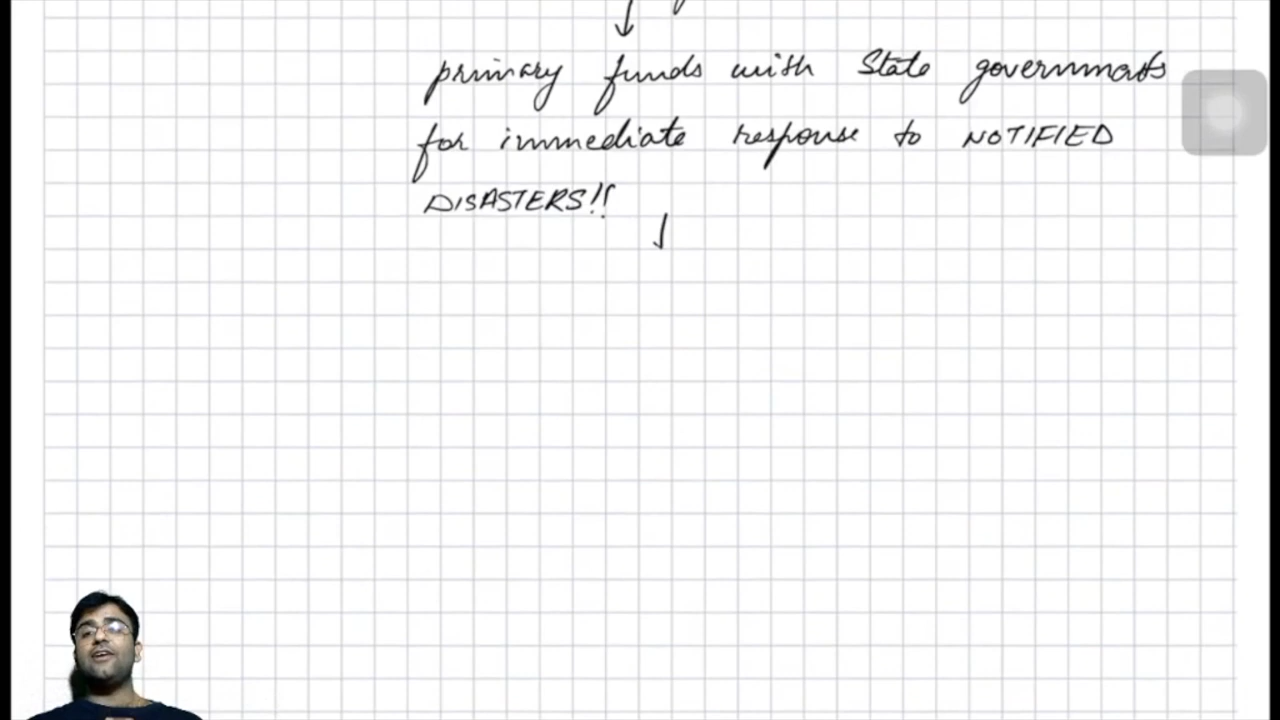 primary funds with State governments
for immediate response to NOTIFIED
DISASTERS!!